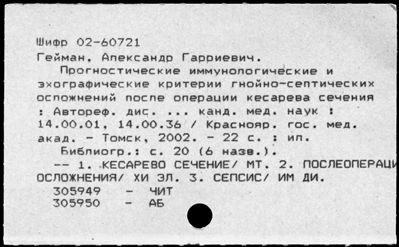 Шифр 02-60721
Гейман, Александр Гарриевич.
Прогностические иммунологические и
эхографические критерии гнойно-септических
осложнений после операции кесарева сечения
: Автореф. дис. ... канд. мед. наук :
14.00.01, 14.00.36 / Краснояр. гос. мед.
акад. - Томск, 2002. - 22 с. : ил.
Библиогр.: с. 20 (6 назв.).
-- 1. КЕСАРЕВО СЕЧЕНИЕ/ МТ. 2. ПОСЛЕОПЕРАЦИ
ОСЛОЖНЕНИЯ/ ХИ ЭЛ. 3. СЕПСИС/ ИМ ДИ.
305949 - ЧИТ
305950 - АБ